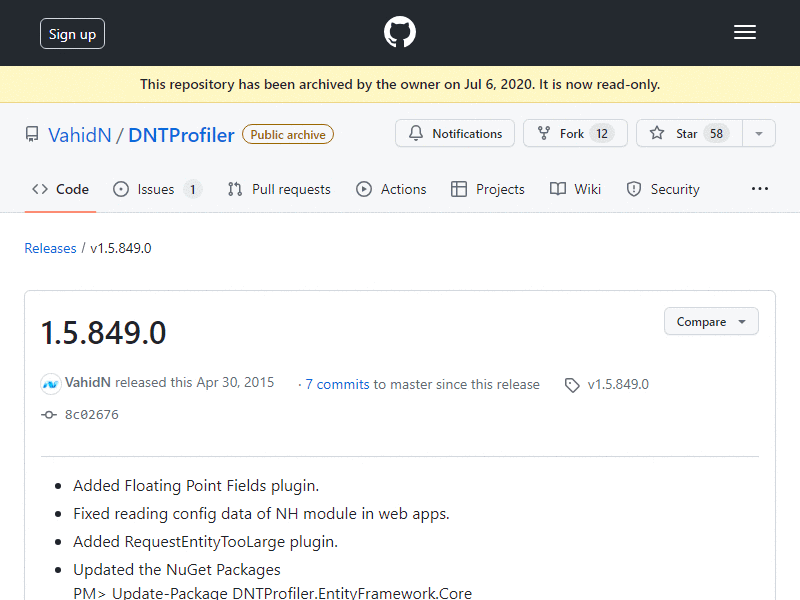 Sign up
This repository has been archived by the owner on Jul 6, 2020. It is now read-only.
VahidN / DNTProfiler Public archive
Notifications Fork 12 Star 58
Code Issues 1 Pull requests Actions Projects Wiki Security
Releases / v1.5.849.0
1.5.849.0
Compare
VahidN released this Apr 30, 2015 · 7 commits to master since this release v1.5.849.0
8c02676
• Added Floating Point Fields plugin.
• Fixed reading config data of NH module in web apps.
• Added RequestEntityTooLarge plugin.
• Updated the NuGet Packages
PM> Update-Package DNTProfiler.EntityFramework.Core